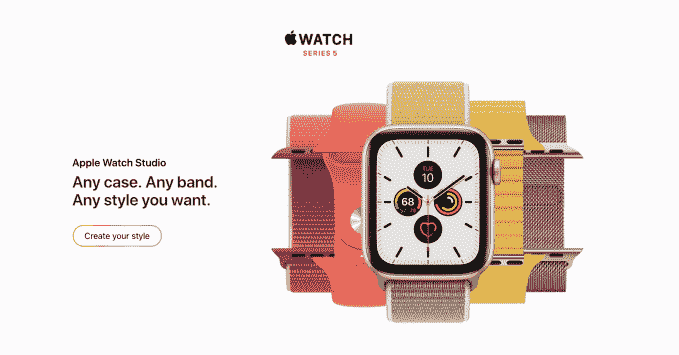 WATCH
SERIES 5
Apple Watch Studio
Any case. Any band.
Any style you want.
Create your style
TUE
10
68